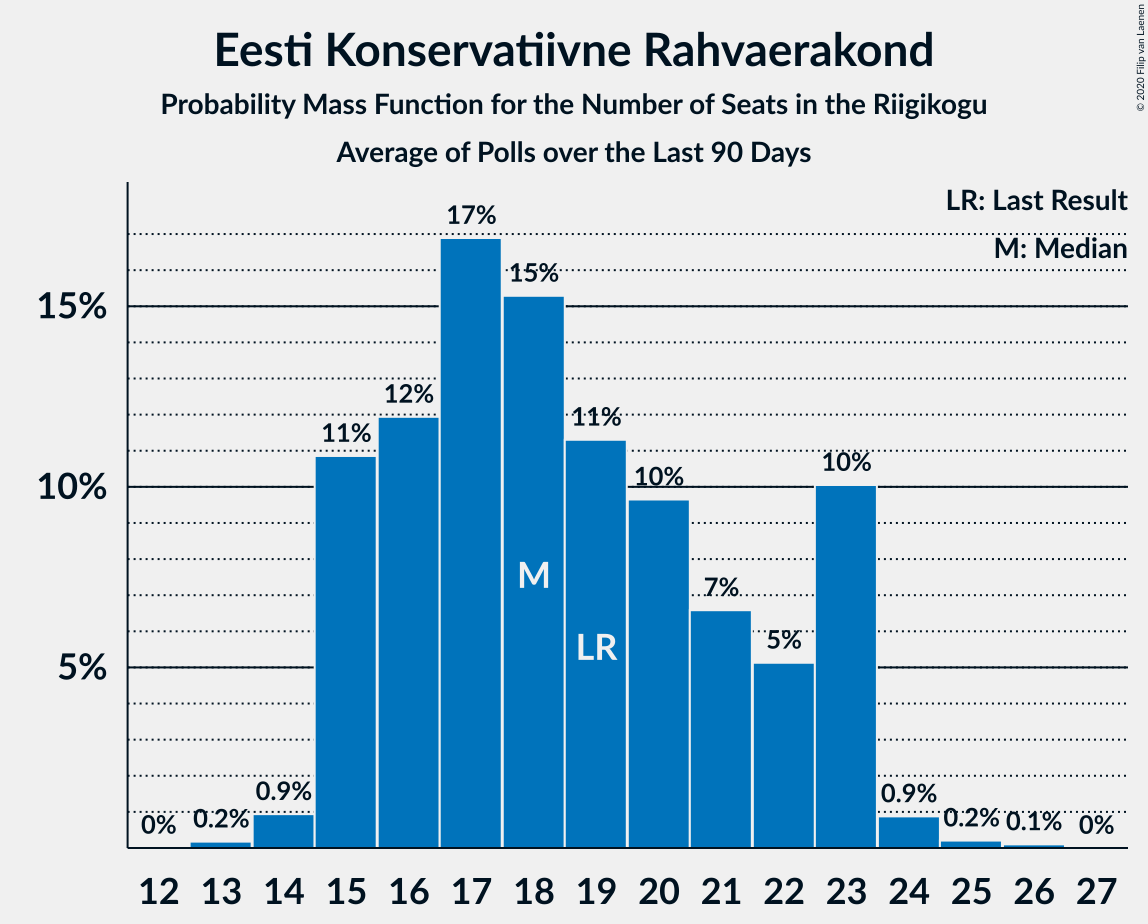 Eesti Konservatiivne Rahvaerakond
Probability Mass Function for the Number of Seats in the Riigikogu
Average of Polls over the Last 90 Days
© 2020 Filip van Laenen
LR: Last Result
M: Median
17%
15%
15%
12%
11%
11%
10%
10%
10%
7%
5%
5%
M
LR
0%
0.2%
0.9%
0.9%
0.2%
0.1%
0%
12 13 14 15 16 17 18 19 20 21 22 23 24 25 26 27